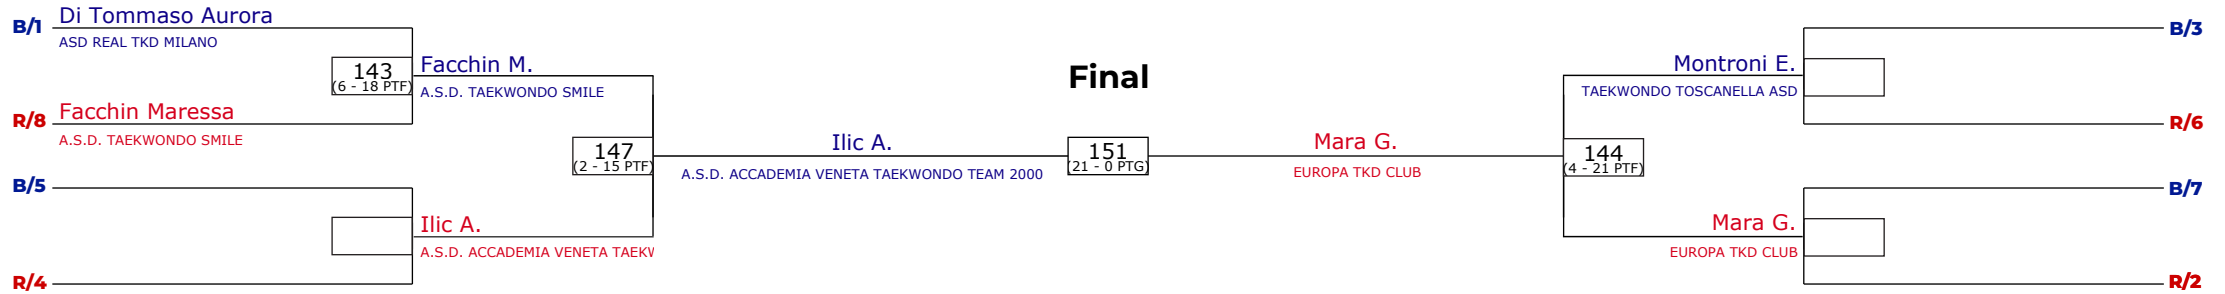 B/1
Di Tommaso Aurora
ASD REAL TKD MILANO
143
(6 - 18 PTF)
R/8
Facchin Maressa
A.S.D. TAEKWONDO SMILE
Facchin M.
A.S.D. TAEKWONDO SMILE
147
(2 - 15 PTF)
B/5
R/4
Ilic A.
A.S.D. ACCADEMIA VENETA TAEKW
Ilic A.
A.S.D. ACCADEMIA VENETA TAEKWONDO TEAM 2000
Final
151
(21 - 0 PTG)
Mara G.
EUROPA TKD CLUB
144
(4 - 21 PTF)
Montroni E.
TAEKWONDO TOSCANELLA ASD
Mara G.
EUROPA TKD CLUB
B/3
R/6
B/7
R/2